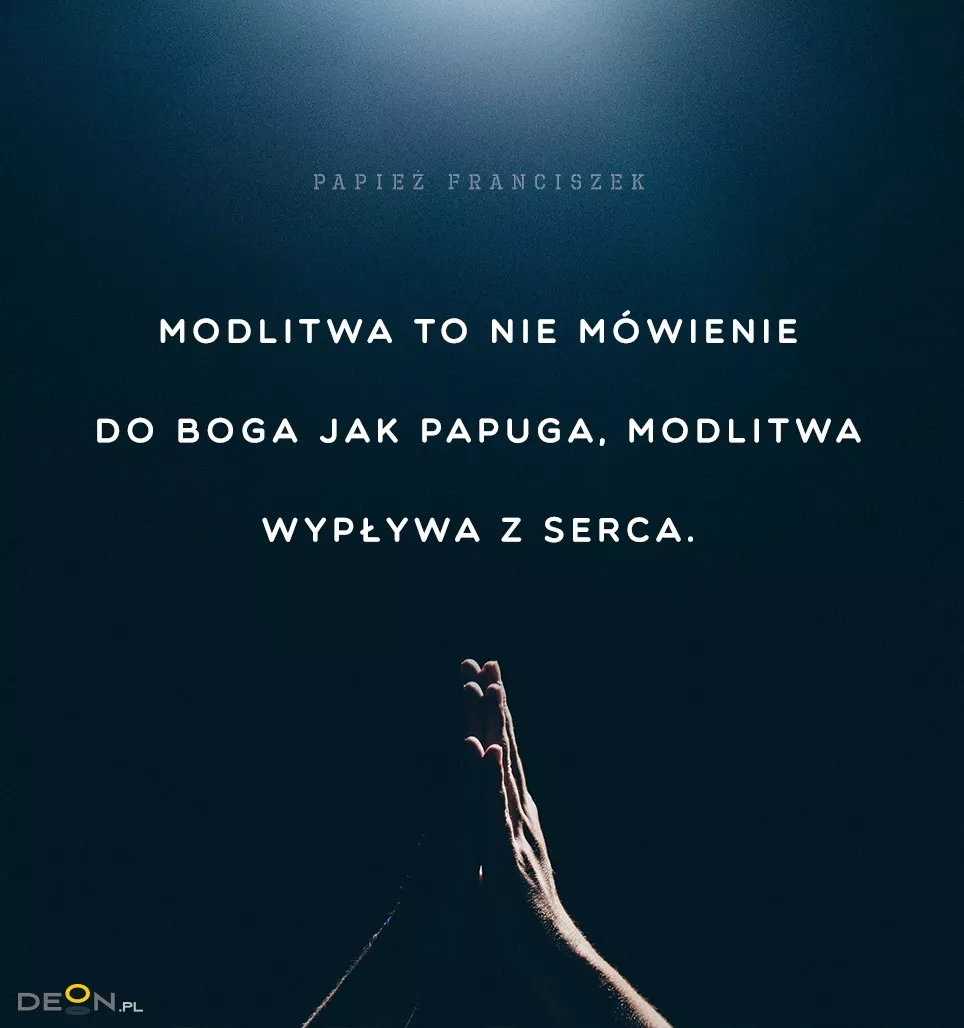 PAPIEŻ FRANCISZEK
MODLITWA TO NIE MÓWIENIE
DO BOGA JAK PAPUGA, MODLITWA
WYPŁYWA Z SERCA.
DEON.PL